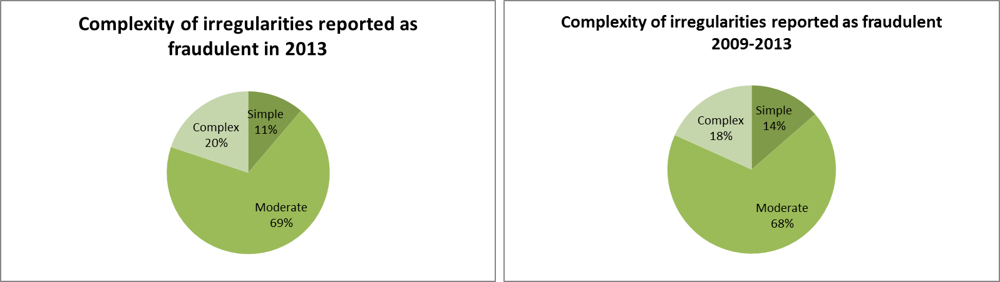 Complexity of irregularities reported as
fraudulent in 2013
Simple
11%
Complex
20%
Moderate
69%
Complexity of irregularities reported as fraudulent
2009-2013
Simple
14%
Complex
18%
Moderate
68%